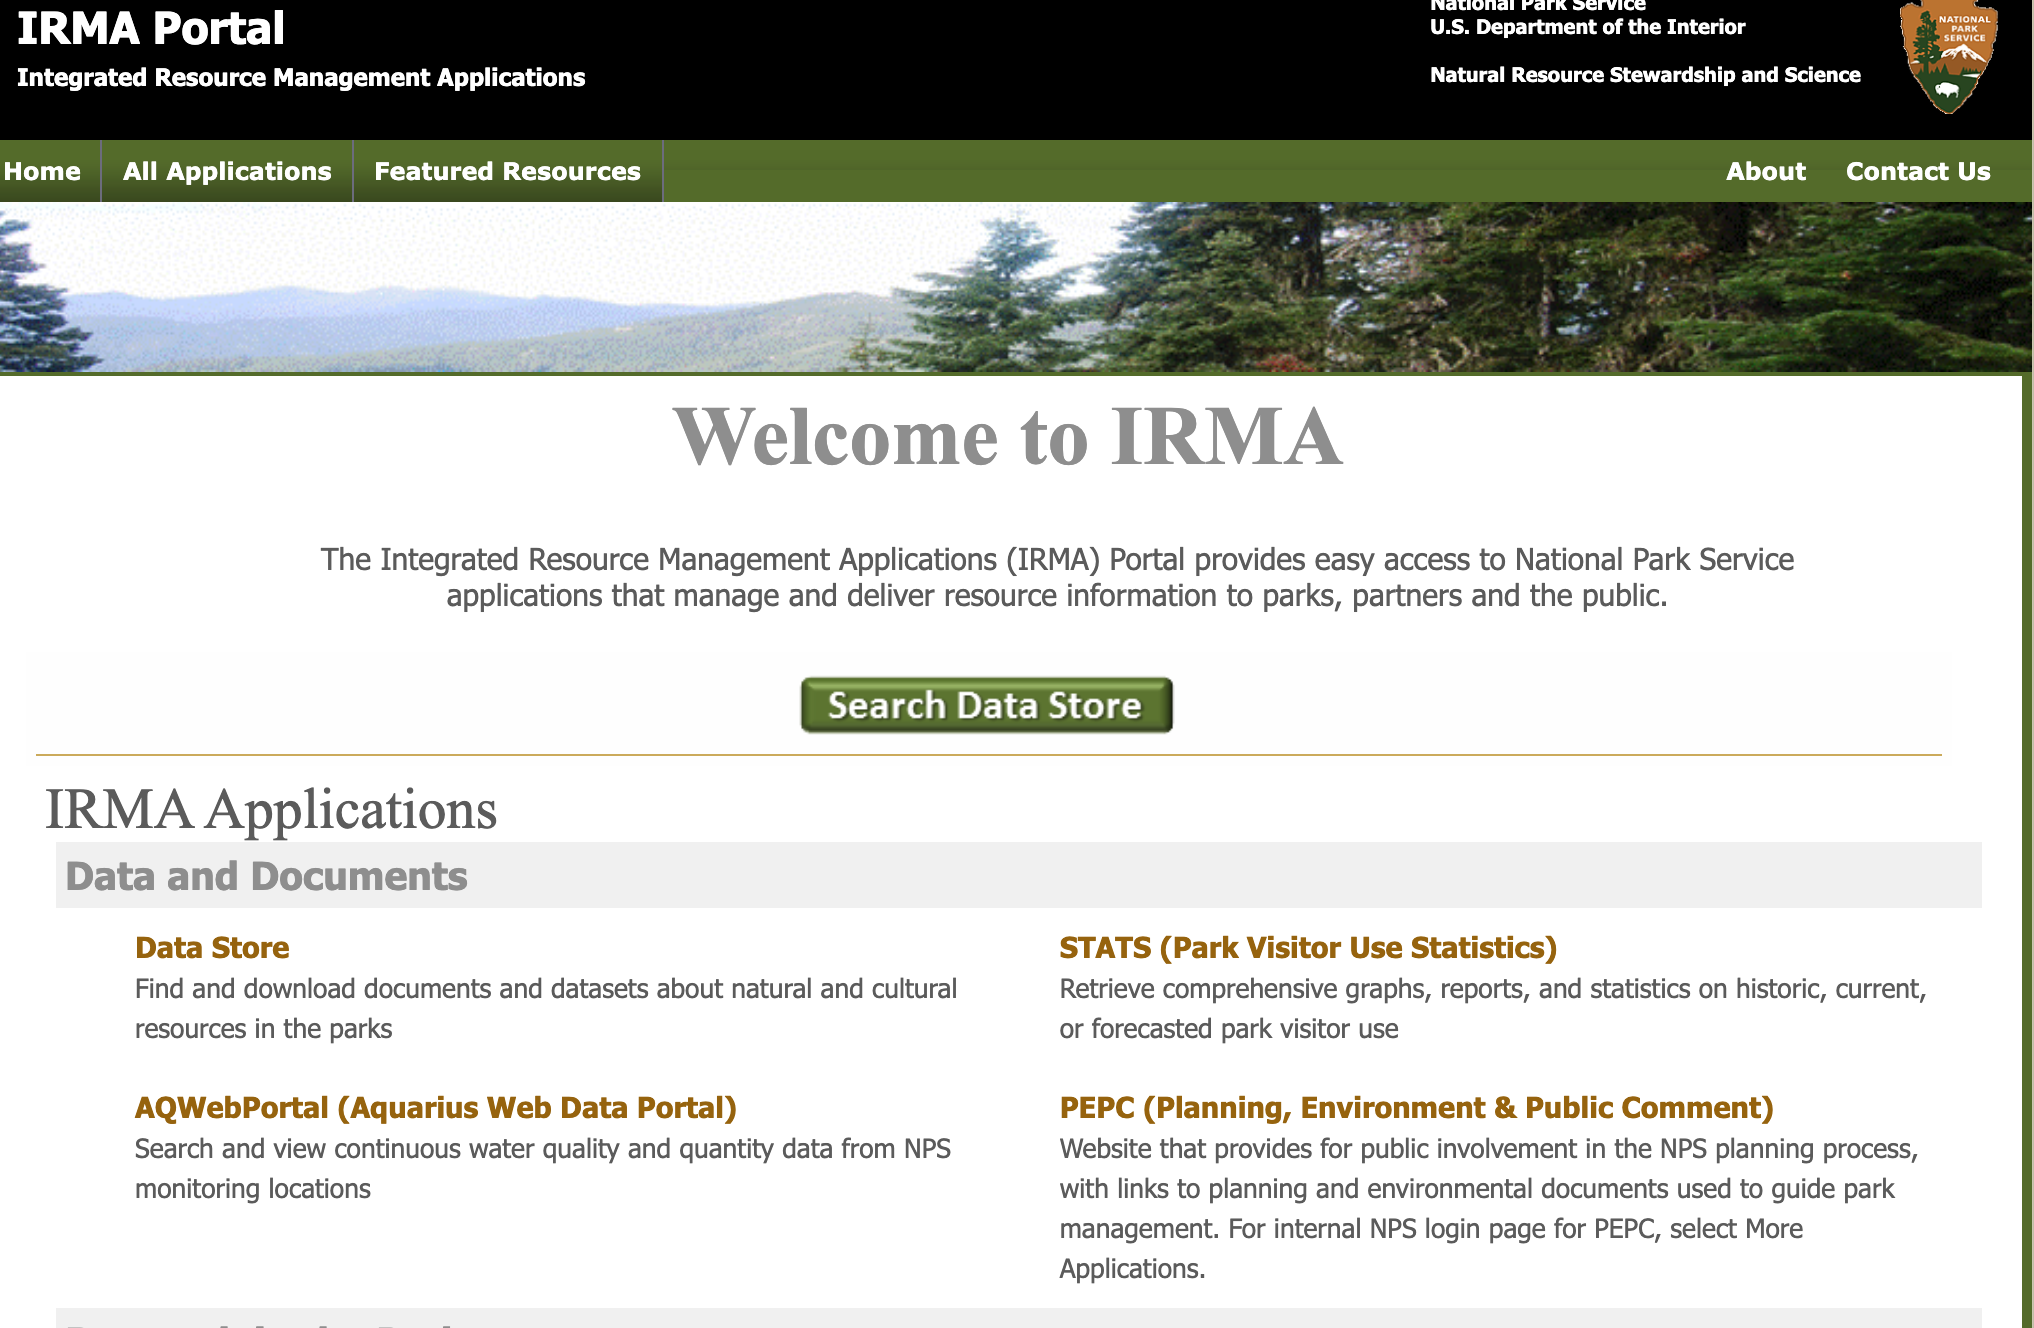 IRMA Portal
Integrated Resource Management Applications
National Park Service
U.S. Department of the Interior
Natural Resource Stewardship and Science
NATIONAL
PARK
SERVICE
Home
All Applications
Featured Resources
About
Contact Us
Welcome to IRMA
The Integrated Resource Management Applications (IRMA) Portal provides easy access to National Park Service
applications that manage and deliver resource information to parks, partners and the public.
Search Data Store
IRMA Applications
Data and Documents
Data Store
Find and download documents and datasets about natural and cultural
resources in the parks
STATS (Park Visitor Use Statistics)
Retrieve comprehensive graphs, reports, and statistics on historic, current,
or forecasted park visitor use
AQWebPortal (Aquarius Web Data Portal)
Search and view continuous water quality and quantity data from NPS
monitoring locations
PEPC (Planning, Environment & Public Comment)
Website that provides for public involvement in the NPS planning process,
with links to planning and environmental documents used to guide park
management. For internal NPS login page for PEPC, select More
Applications.